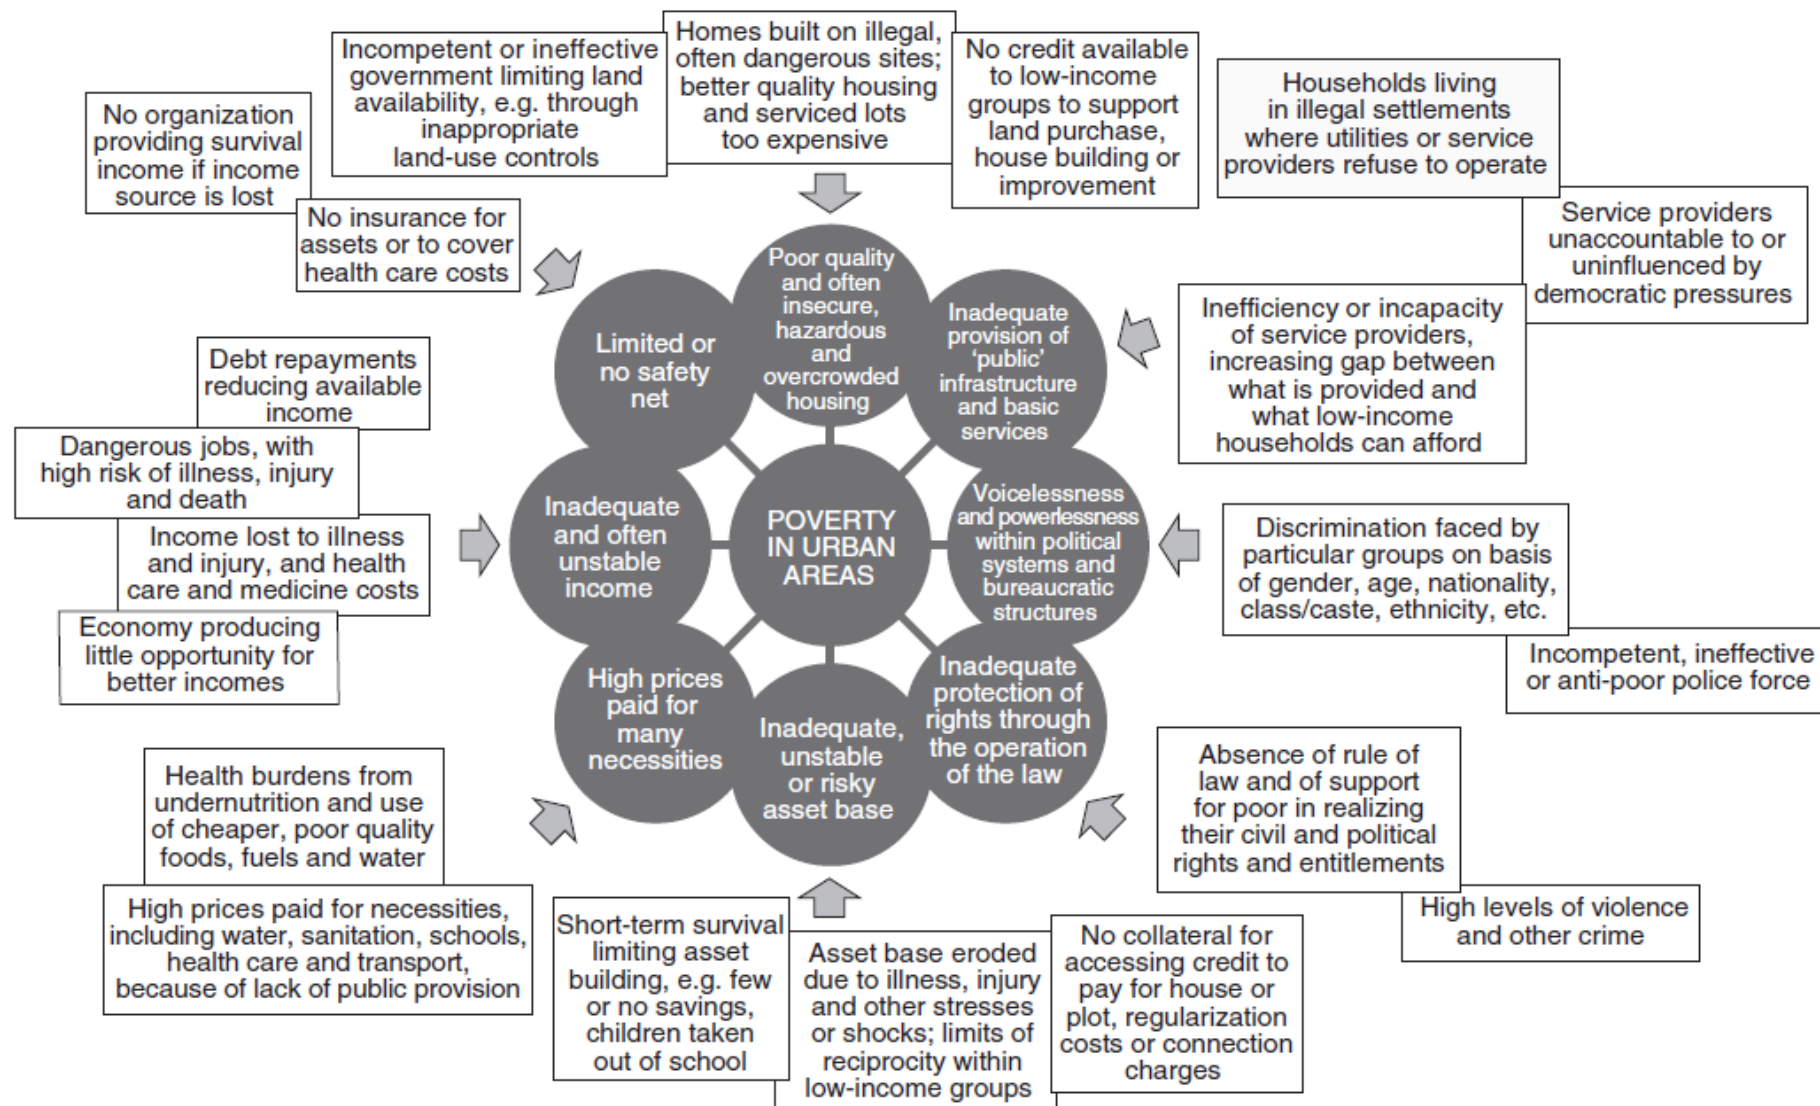 Homes built on illegal,
often dangerous sites;
better quality housing
and serviced lots
too expensive
Incompetent or ineffective
government limiting land
availability, e.g. through
inappropriate
land-use controls
No credit available
to low-income
groups to support
land purchase,
house building or
improvement
Households living
in illegal settlements
where utilities or service
providers refuse to operate
No organization
providing survival
income if income
source is lost
No insurance for
assets or to cover
health care costs
Service providers
unaccountable to or
uninfluenced by
democratic pressures
Inefficiency or incapacity
of service providers,
increasing gap between
what is provided and
what low-income
households can afford
Poor quality
and often
insecure,
hazardous
and
overcrowded
housing
Limited or
no safety
net
Inadequate
provision of
‘public’
infrastructure
and basic
services
Debt repayments
reducing available
income
Dangerous jobs, with
high risk of illness, injury
and death
Income lost to illness
and injury, and health
care and medicine costs
Economy producing
little opportunity for
better incomes
Inadequate
and often
unstable
income
POVERTY
IN URBAN
AREAS
Voicelessness
and powerlessness
within political
systems and
bureaucratic
structures
Discrimination faced by
particular groups on basis
of gender, age, nationality,
class/caste, ethnicity, etc.
Incompetent, ineffective
or anti-poor police force
High prices
paid for
many
necessities
Inadequate,
unstable
or risky
asset base
Inadequate
protection of
rights through
the operation
of the law
Absence of rule of
law and of support
for poor in realizing
their civil and political
rights and entitlements
High levels of violence
and other crime
Health burdens from
undernutrition and use
of cheaper, poor quality
foods, fuels and water
High prices paid for necessities,
including water, sanitation, schools,
health care and transport,
because of lack of public provision
Short-term survival
limiting asset
building, e.g. few
or no savings,
children taken
out of school
Asset base eroded
due to illness, injury
and other stresses
or shocks; limits of
reciprocity within
low-income groups
No collateral for
accessing credit to
pay for house or
plot, regularization
costs or connection
charges